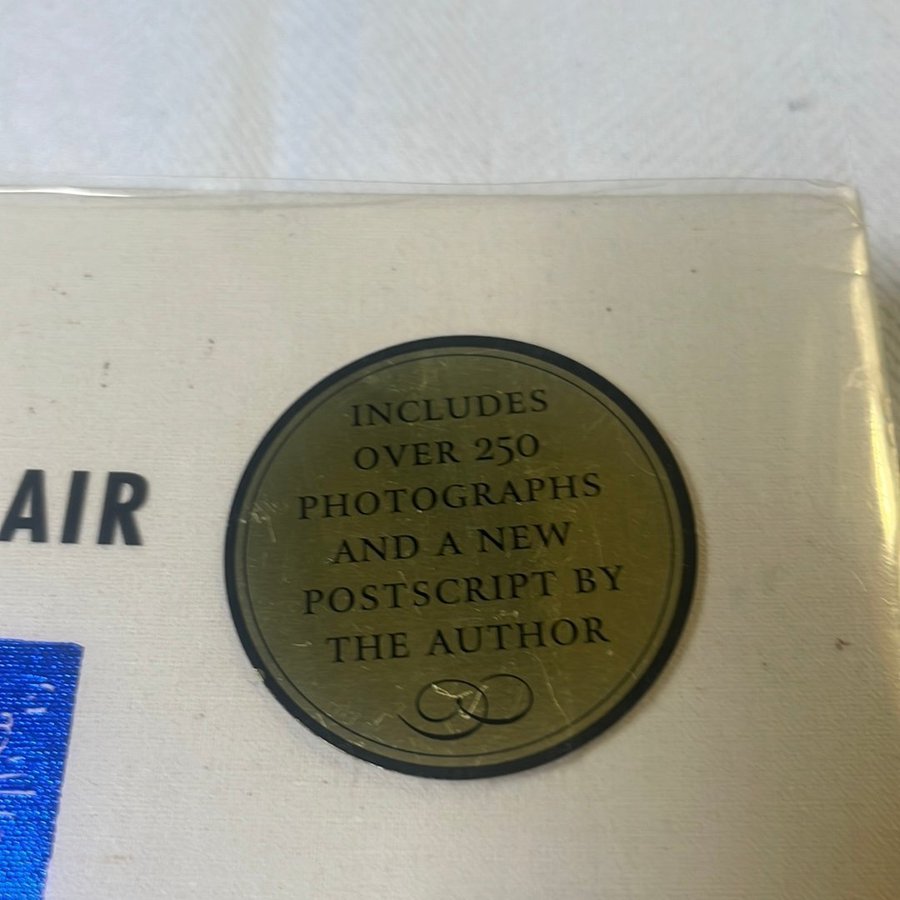 INCLUDES
OVER 250
PHOTOGRAPHS
AND A NEW
POSTSCRIPT BY
THE AUTHOR
AIR